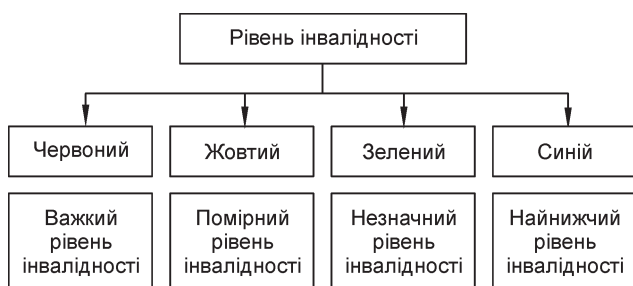 Рівень інвалідності
Червоний
Жовтий
Зелений
Синій
Важкий
рівень
інвалідності
Помірний
рівень
інвалідності
Незначний
рівень
інвалідності
Найнижчий
рівень
інвалідності